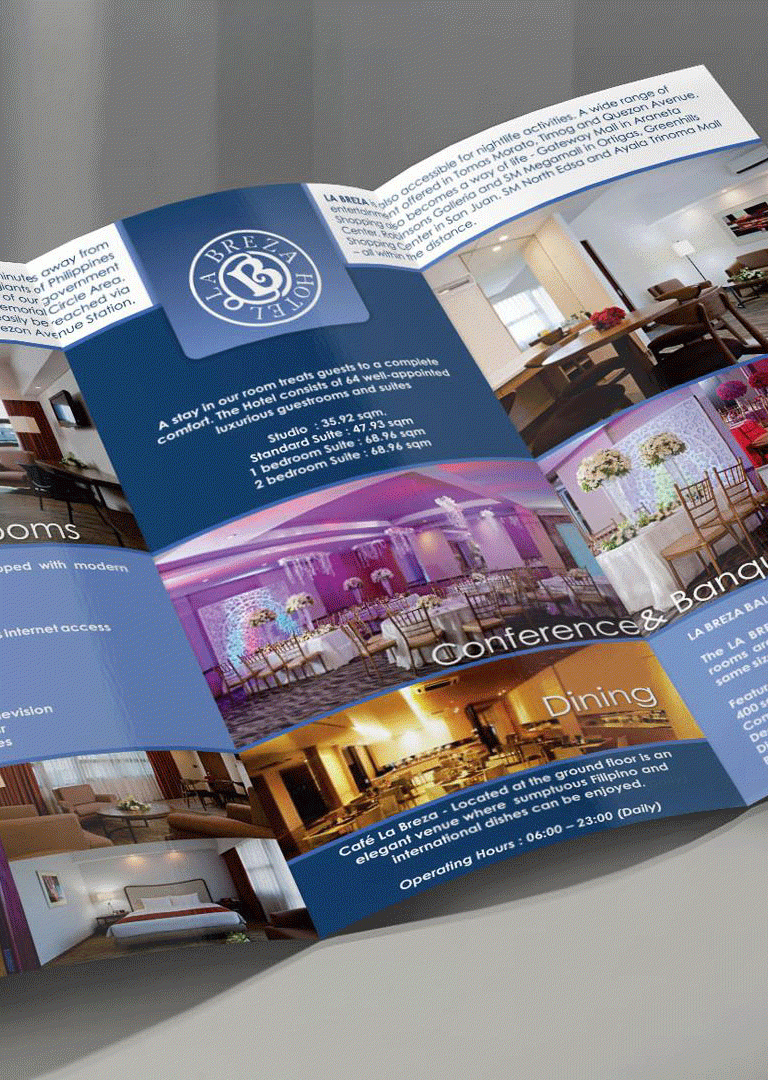 minutes away from
giants of Philippines
of our government
emorial Circle Area.
easily be reached via
ezon Avenue Station.
ooms
pped with modern
s internet access
levision
r
es
LA BREZA HOTEL
B
A stay in our room treats guests to a complete
comfort. The Hotel consists of 64 well-appointed
luxurious guestrooms and suites
Studio : 35.92 sqm.
Standard Suite : 47.93 sqm
1 bedroom Suite : 68.96 sqm
2 bedroom Suite : 68.96 sqm
Conference & Banqu
Dining
Café La Breza - Located at the ground floor is an
elegant venue where sumptuous Filipino and
international dishes can be enjoyed.
Operating Hours : 06:00 – 23:00 (Daily)
LA BREZA is also accessible for nightlife activities. A wide range of
entertainment offered in Tomas Morato, Timog and Quezon Avenue.
Shopping also becomes a way of life - Gateway Mall in Araneta
Center, Robinsons Galleria and SM Megamall in Ortigas, Greenhills
Shopping Center in San Juan, SM North Edsa and Ayala Trinoma Mall
– all within the distance.
LA BREZA BAL
The LA BRE
rooms are
same siz
Featur
400 s
Con
De
Di